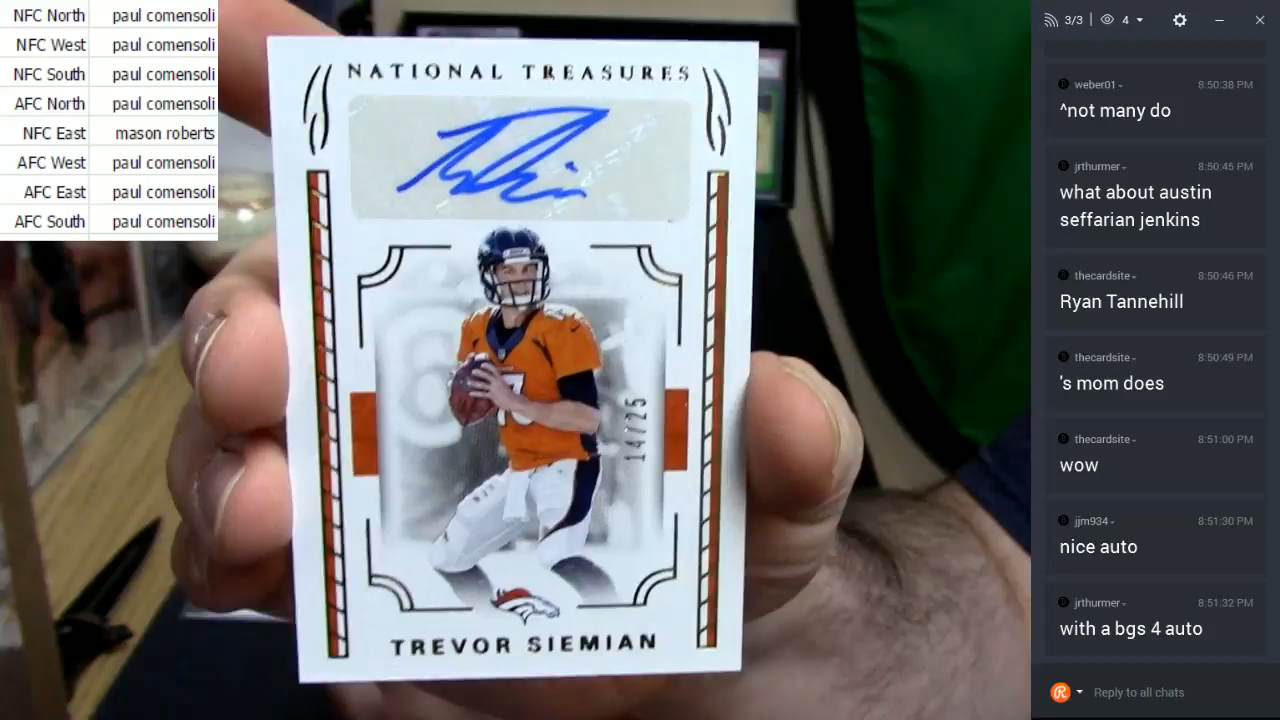 NFC North paul comensoli
NFC West paul comensoli
NFC South paul comensoli
AFC North paul comensoli
NFC East mason roberts
AFC West paul comensoli
AFC East paul comensoli
AFC South paul comensoli
NATIONAL TREASURES
14/25
TREVOR SIEMIAN
3/3 4
weber01 8:50:38 PM
^not many do
jrthurmer 8:50:45 PM
what about austin
seffarian jenkins
thecardsite 8:50:46 PM
Ryan Tannehill
thecardsite 8:50:49 PM
's mom does
thecardsite 8:51:00 PM
wow
jjm934 8:51:30 PM
nice auto
jrthurmer 8:51:32 PM
with a bgs 4 auto
Reply to all chats